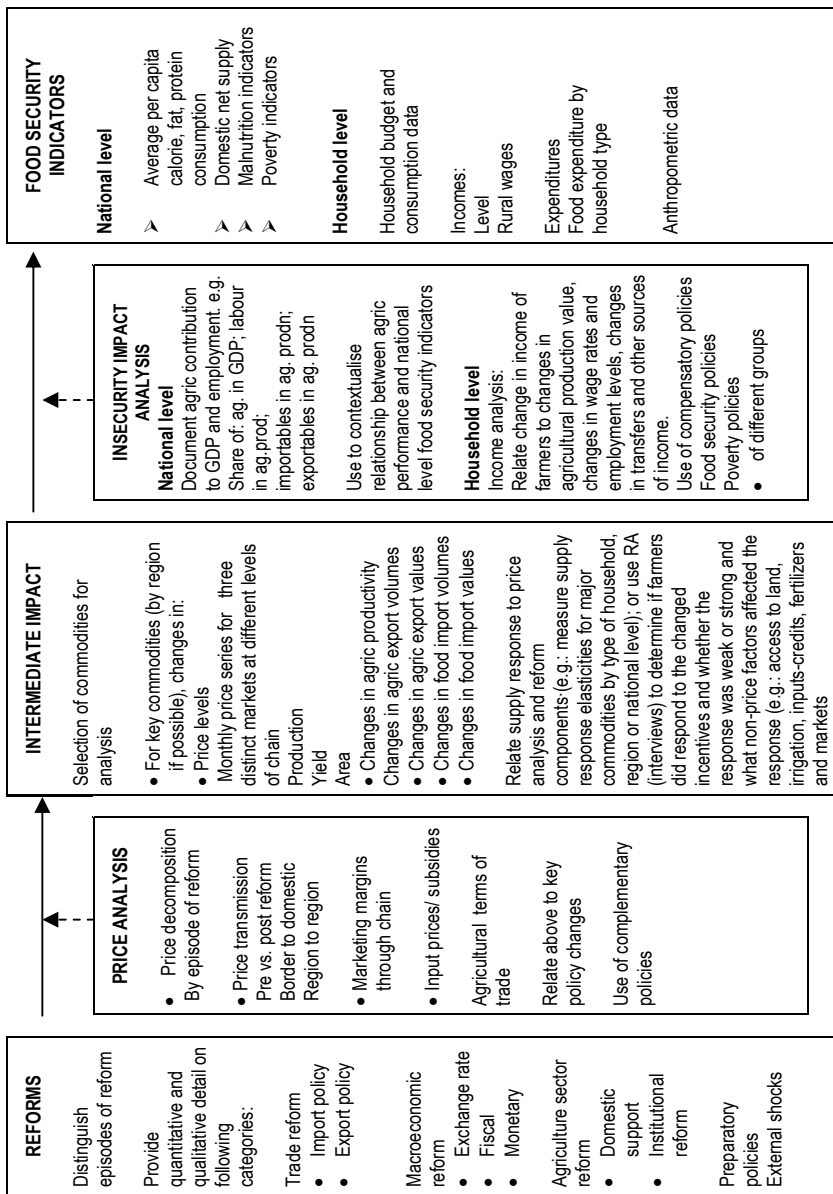 REFORMS
Distinguish
episodes of reform
Provide
quantitative and
qualitative detail on
following
categories:
Trade reform
• Import policy
• Export policy
Macroeconomic
reform
• Exchange rate
• Fiscal
• Monetary
Agriculture sector
reform
• Domestic
support
• Institutional
reform
Preparatory
policies
External shocks
PRICE ANALYSIS
• Price decomposition
By episode of reform
• Price transmission
Pre vs. post reform
Border to domestic
Region to region
• Marketing margins
through chain
• Input prices/ subsidies
Agricultural terms of
trade
Relate above to key
policy changes
Use of complementary
policies
INTERMEDIATE IMPACT
Selection of commodities for
analysis
• For key commodities (by region
if possible), changes in:
• Price levels
Monthly price series for three
distinct markets at different levels
of chain
Production
Yield
Area
• Changes in agric productivity
Changes in agric export volumes
• Changes in agric export values
• Changes in food import volumes
• Changes in food import values
Relate supply response to price
analysis and reform
components·(e.g.: measure supply
response elasticities for major
commodities by type of household,
region or national level); or use RA
(interviews) to determine if farmers
did respond to the changed
incentives and whether the
response was weak or strong and
what non-price factors affected the
response (e.g.: access to land,
irrigation, inputs-credits, fertilizers
and markets
INSECURITY IMPACT
ANALYSIS
National level
Document agric contribution
to GDP and employment. e.g.
Share of: ag. in GDP; labour
in ag.prod;
importables in ag. prodn;
exportables in ag. prodn
Use to contextualise
relationship between agric
performance and national
level food security indicators
Household level
Income analysis:
Relate change in income of
farmers to changes in
agricultural production value,
changes in wage rates and
employment levels, changes
in transfers and other sources
of income.
Use of compensatory policies
Food security policies
Poverty policies
• of different groups
FOOD SECURITY
INDICATORS
National level
➢ Average per capita
calorie, fat, protein
consumption
➢ Domestic net supply
➢ Malnutrition indicators
➢ Poverty indicators
Household level
Household budget and
consumption data
Incomes:
Level
Rural wages
Expenditures
Food expenditure by
household type
Anthropometric data